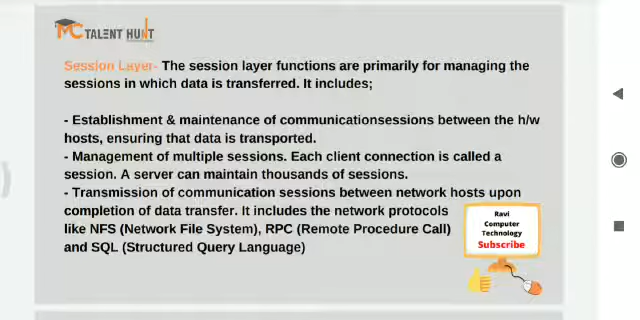 MC TALENT HUNT
Session Layer- The session layer functions are primarily for managing the
sessions in which data is transferred. It includes;
- Establishment & maintenance of communicationsessions between the h/w
hosts, ensuring that data is transported.
- Management of multiple sessions. Each client connection is called a
session. A server can maintain thousands of sessions.
- Transmission of communication sessions between network hosts upon
completion of data transfer. It includes the network protocols
like NFS (Network File System), RPC (Remote Procedure Call)
and SQL (Structured Query Language)
Ravi
Computer
Technology
Subscribe